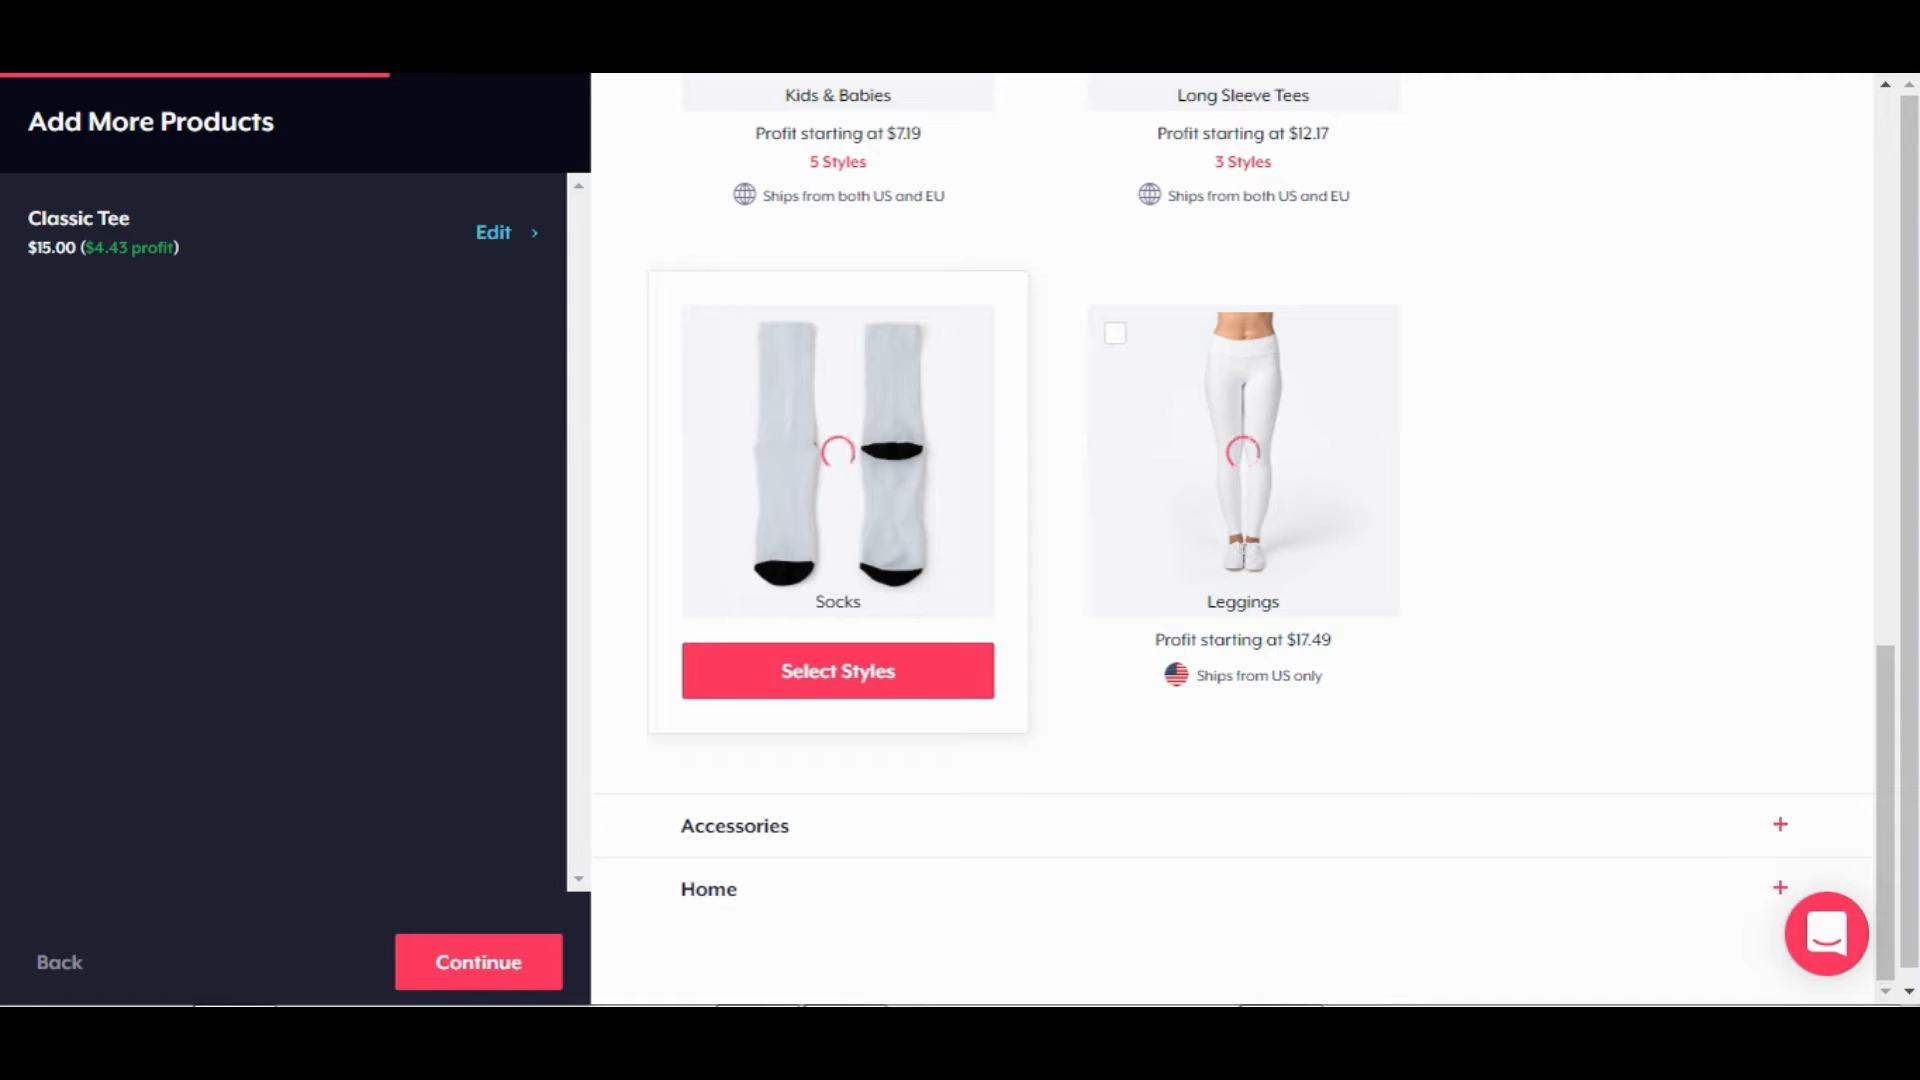 Add More Products
Classic Tee
$15.00 ($4.43 profit)
Edit
Back
Continue
Kids & Babies
Profit starting at $7.19
5 Styles
Ships from both US and EU
Long Sleeve Tees
Profit starting at $12.17
3 Styles
Ships from both US and EU
Socks
Select Styles
Leggings
Profit starting at $17.49
Ships from US only
Accessories
Home